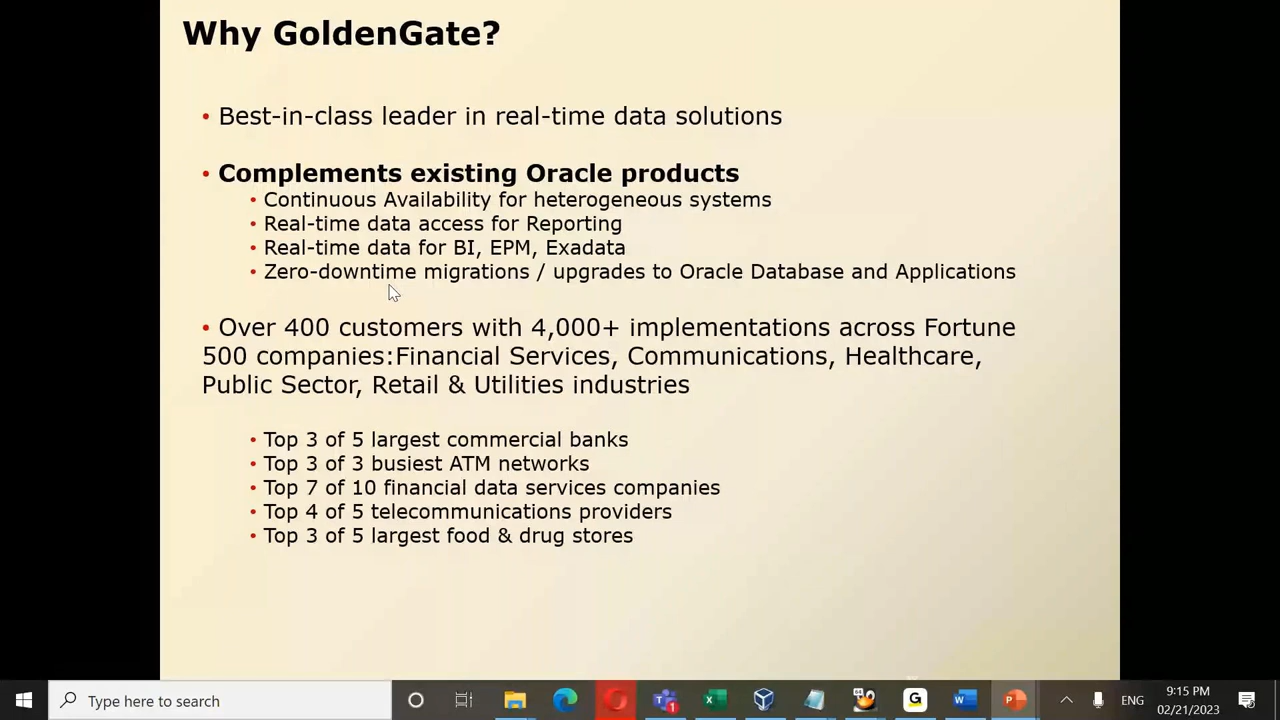 Why GoldenGate?
• Best-in-class leader in real-time data solutions
• Complements existing Oracle products
• Continuous Availability for heterogeneous systems
• Real-time data access for Reporting
• Real-time data for BI, EPM, Exadata
• Zero-downtime migrations / upgrades to Oracle Database and Applications
• Over 400 customers with 4,000+ implementations across Fortune
500 companies:Financial Services, Communications, Healthcare,
Public Sector, Retail & Utilities industries
• Top 3 of 5 largest commercial banks
• Top 3 of 3 busiest ATM networks
• Top 7 of 10 financial data services companies
• Top 4 of 5 telecommunications providers
• Top 3 of 5 largest food & drug stores
Type here to search
ENG
9:15 PM
02/21/2023